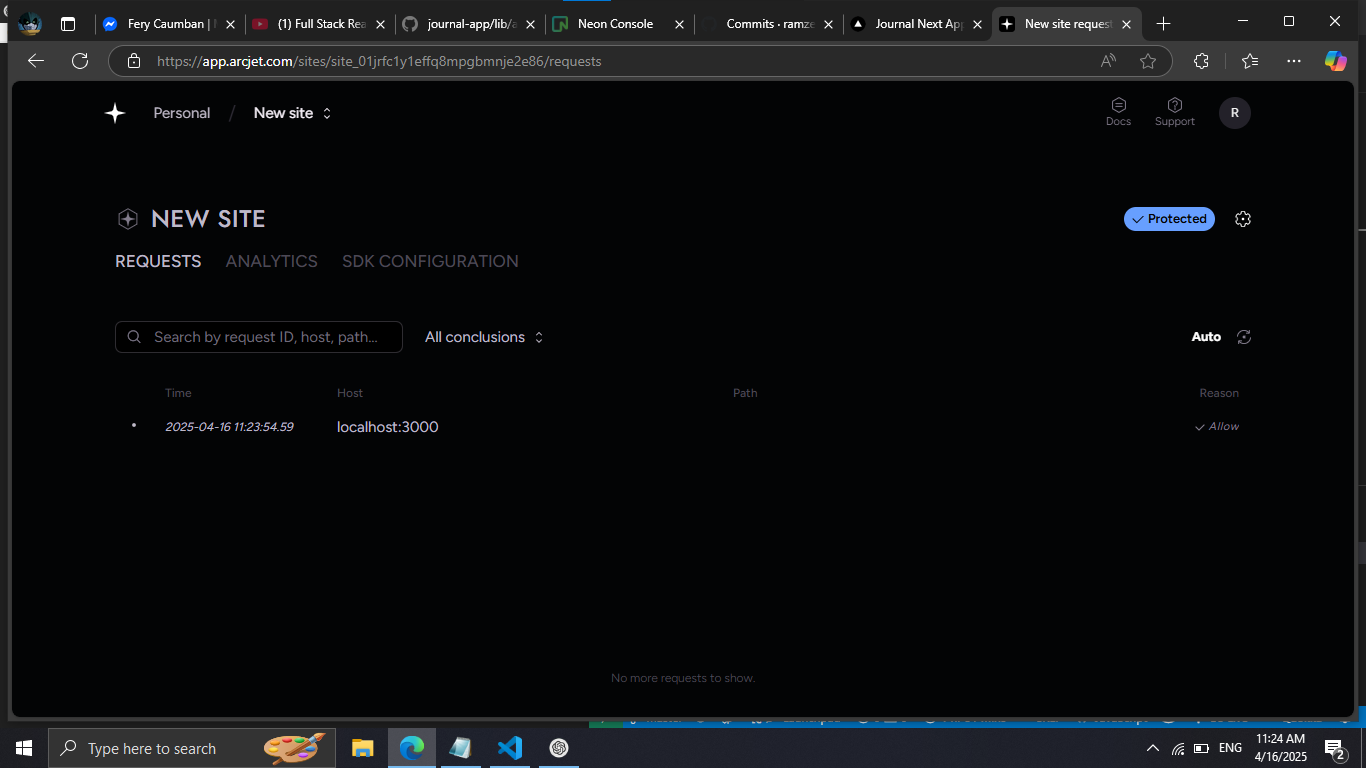 Fery Caumban |
(1) Full Stack Rea
journal-app/lib/a
Neon Console
Commits · ramze
Journal Next App
New site request
https://app.arcjet.com/sites/site_01jrfc1y1effq8mpgbmnje2e86/requests
Personal / New site
Docs
Support
R
NEW SITE
Protected
REQUESTS ANALYTICS SDK CONFIGURATION
Search by request ID, host, path...
All conclusions
Auto
Time Host Path Reason
2025-04-16 11:23:54.59 localhost:3000 Allow
No more requests to show.
Type here to search
ENG
11:24 AM
4/16/2025
2